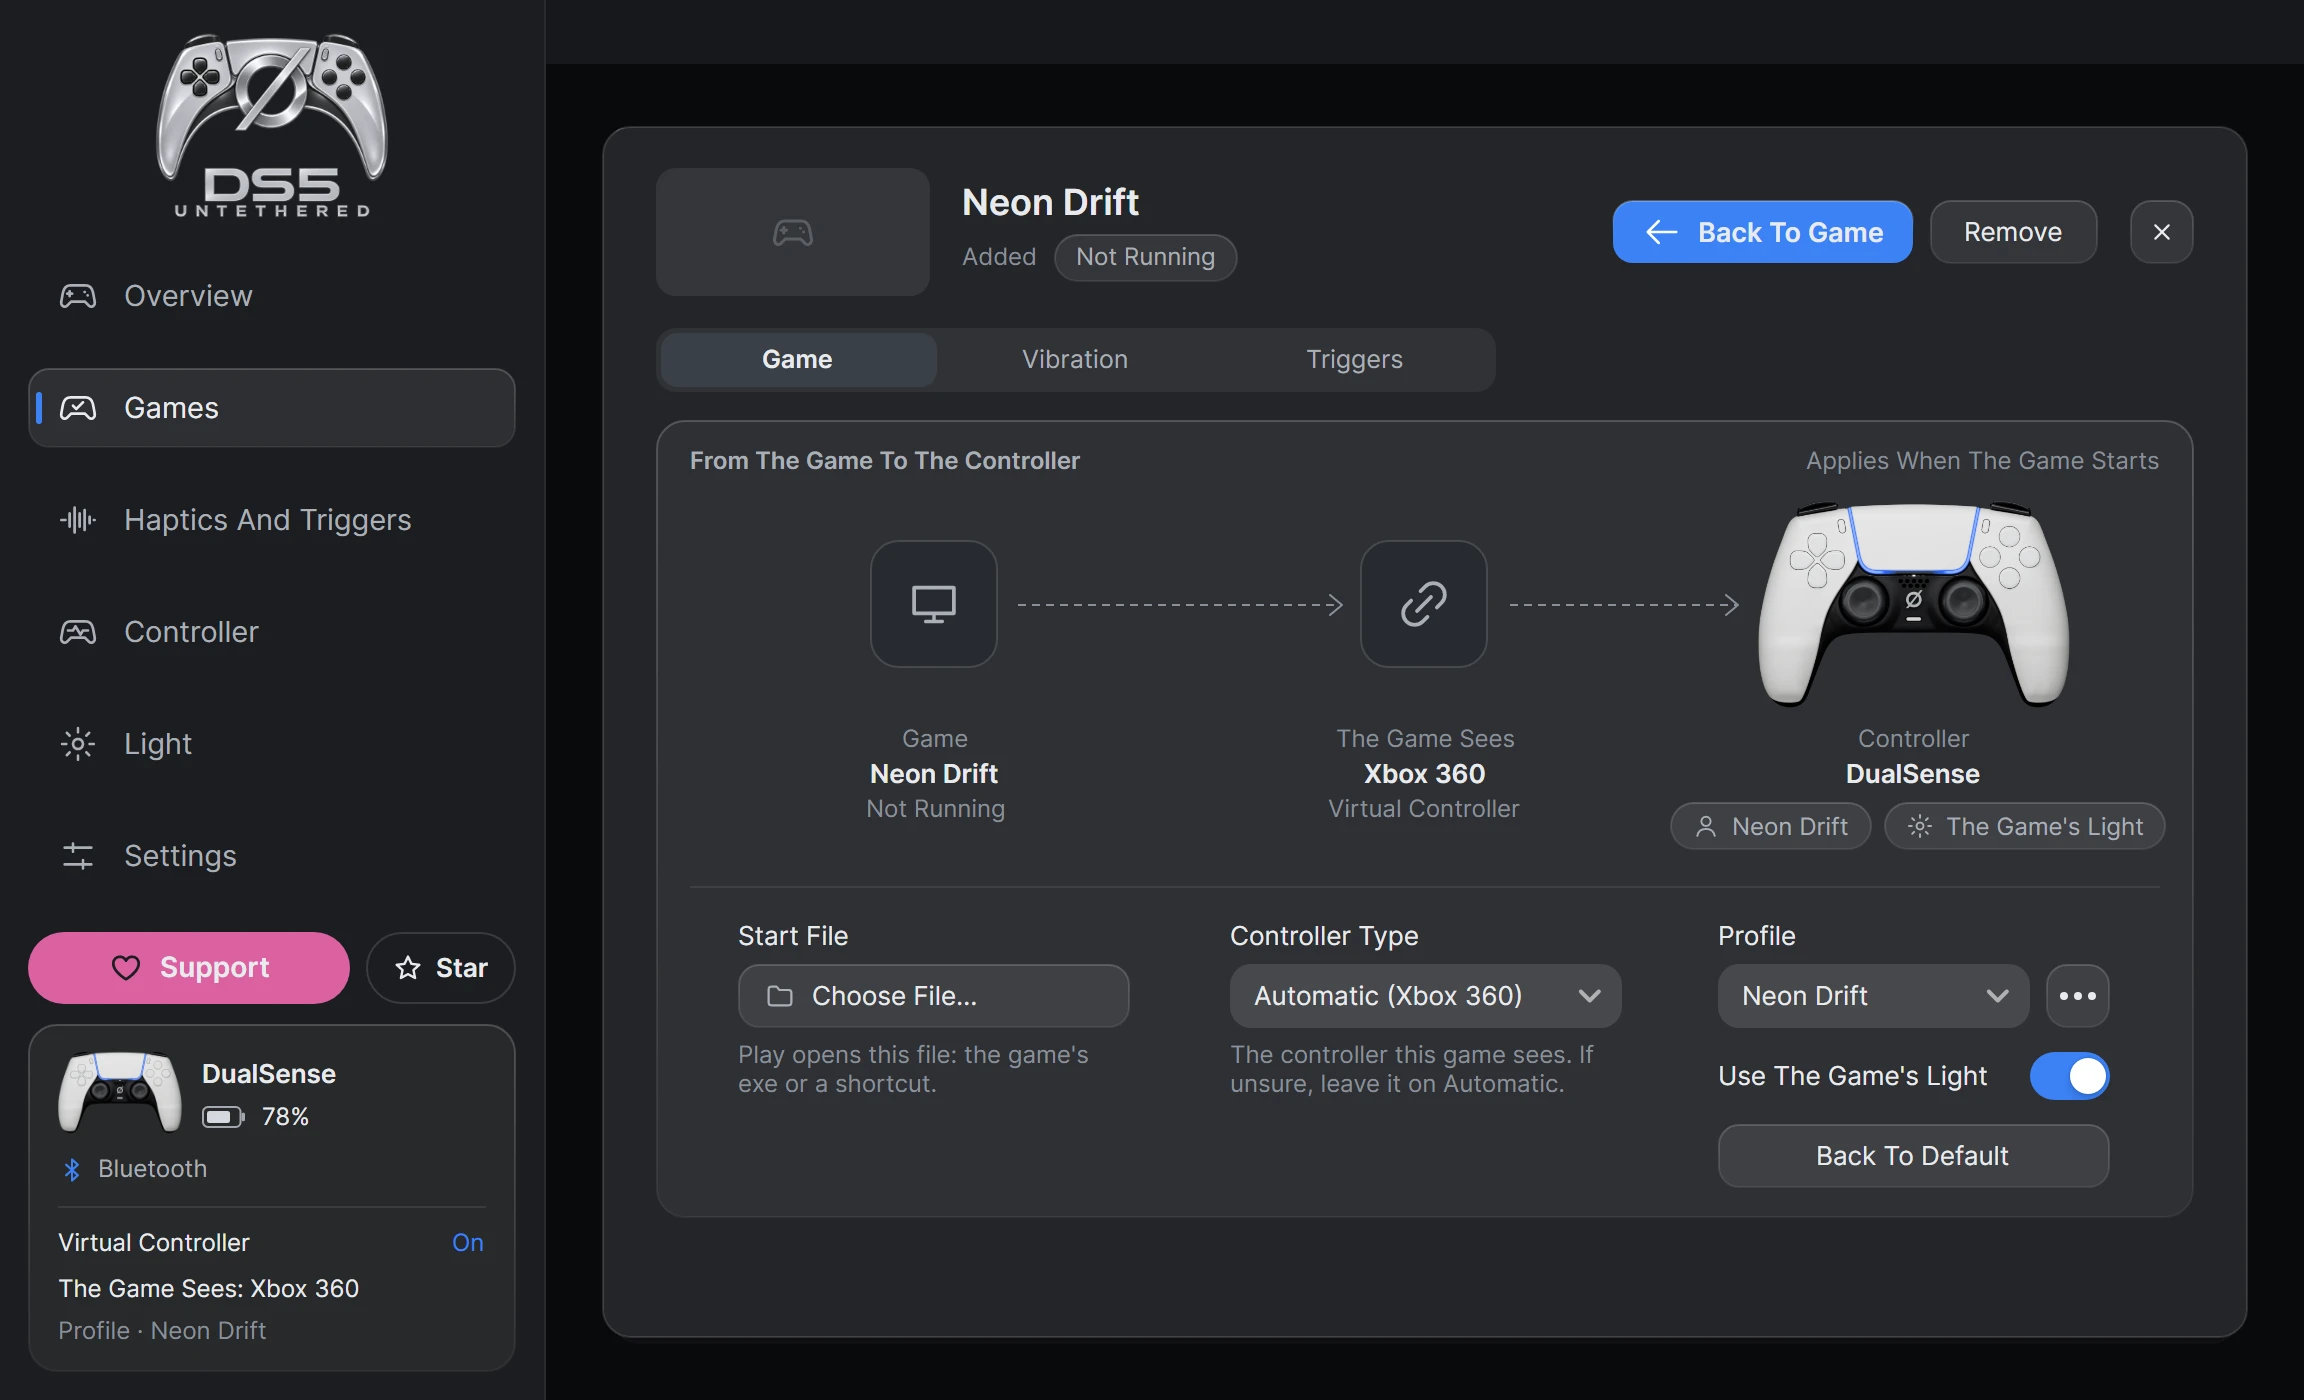 DS5
UNTETHERED
Overview
Games
Haptics And Triggers
Controller
Light
Settings
Support
Star
DualSense
78%
Bluetooth
Virtual Controller On
The Game Sees: Xbox 360
Profile · Neon Drift
Neon Drift
Added Not Running
Back To Game
Remove
Game Vibration Triggers
From The Game To The Controller
Applies When The Game Starts
Game
Neon Drift
Not Running
The Game Sees
Xbox 360
Virtual Controller
Controller
DualSense
Neon Drift
The Game's Light
Start File
Choose File...
Play opens this file: the game's
exe or a shortcut.
Controller Type
Automatic (Xbox 360)
The controller this game sees. If
unsure, leave it on Automatic.
Profile
Neon Drift
Use The Game's Light
Back To Default